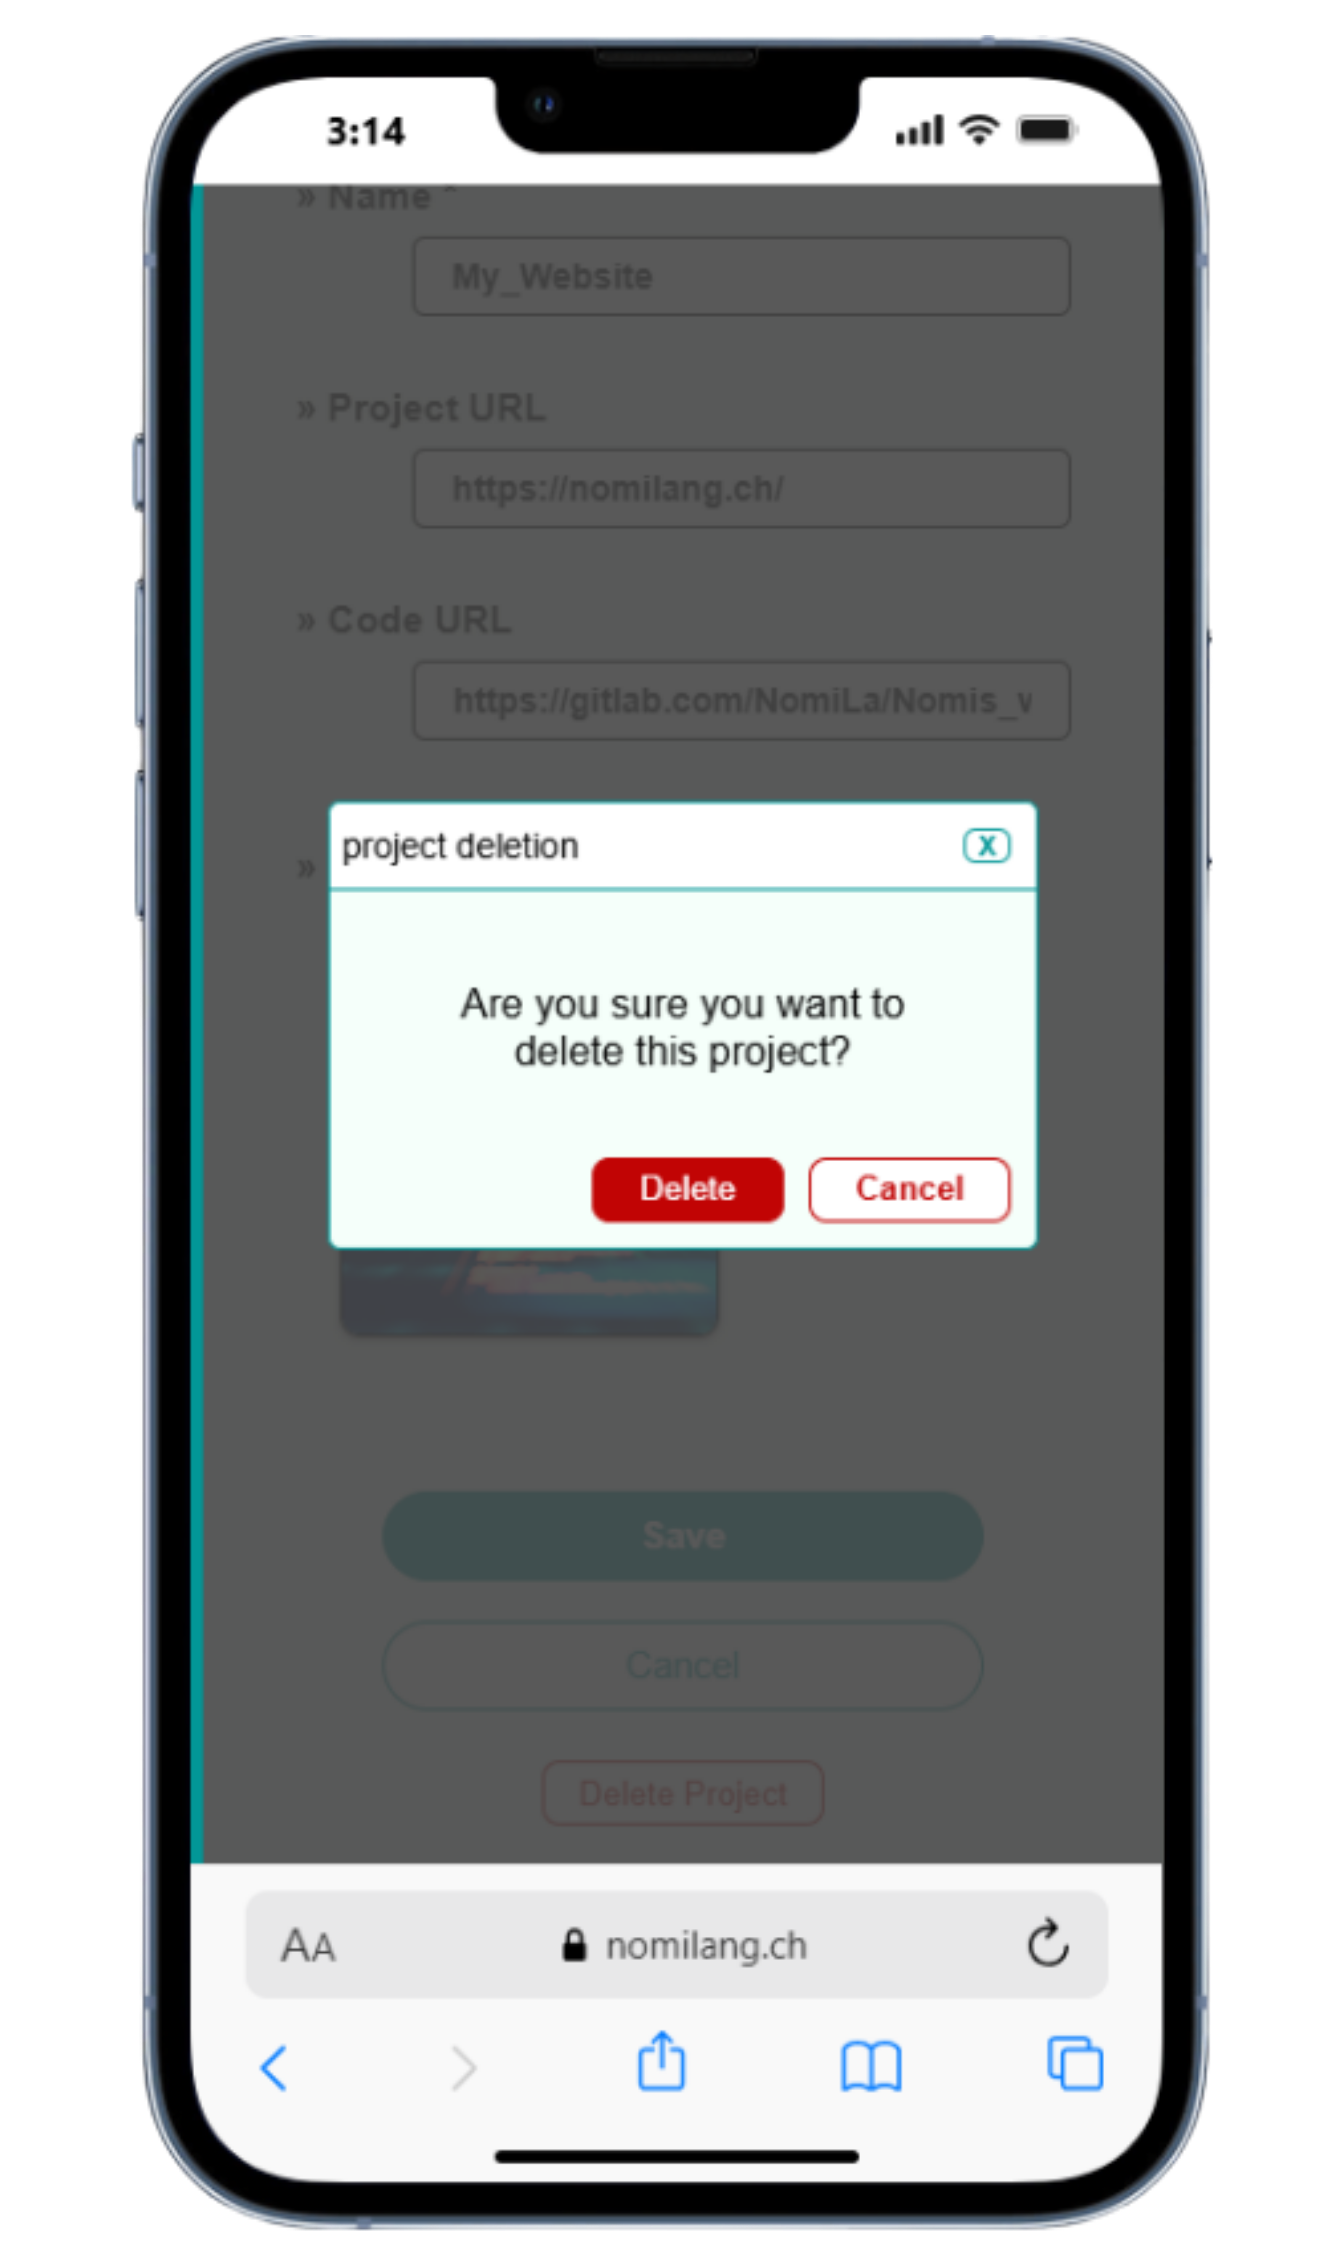 3:14
» Name *
My_Website
» Project URL
https://nomilang.ch/
» Code URL
https://gitlab.com/NomiLa/Nomis_
»
project deletion X
Are you sure you want to
delete this project?
Delete Cancel
Save
Cancel
Delete Project
AA nomilang.ch